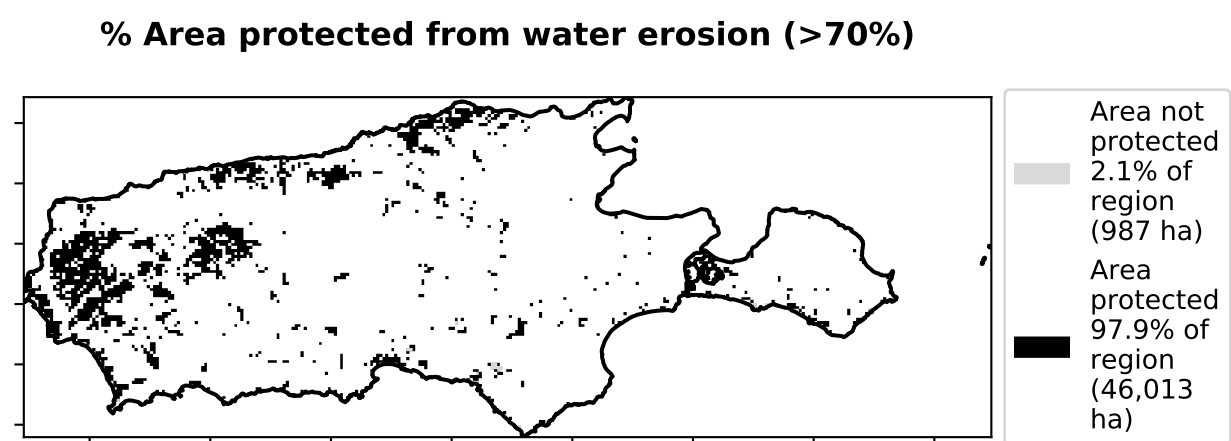 % Area protected from water erosion (>70%)
Area not
protected
2.1% of
region
(987 ha)
Area
protected
97.9% of
region
(46,013
ha)